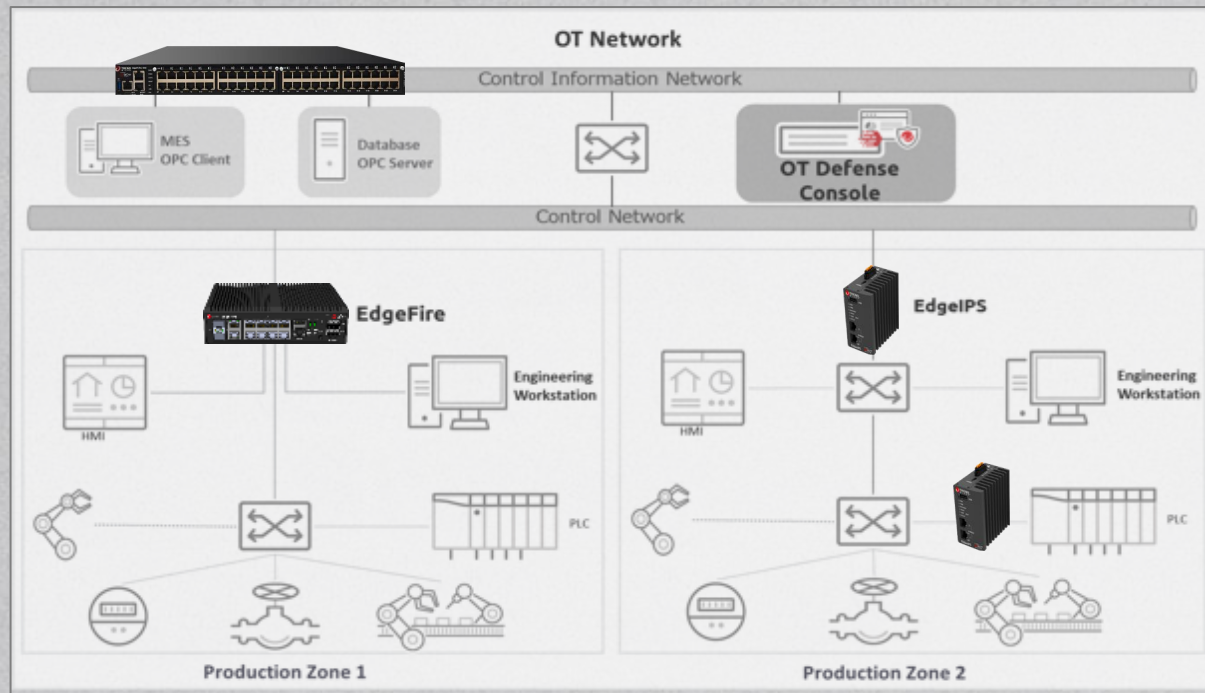 OT Network
Control Information Network
MES
OPC Client
Database
OPC Server
OT Defense
Console
Control Network
EdgeFire
EdgeIPS
HMI
Engineering
Workstation
HMI
Engineering
Workstation
PLC
PLC
Production Zone 1
Production Zone 2